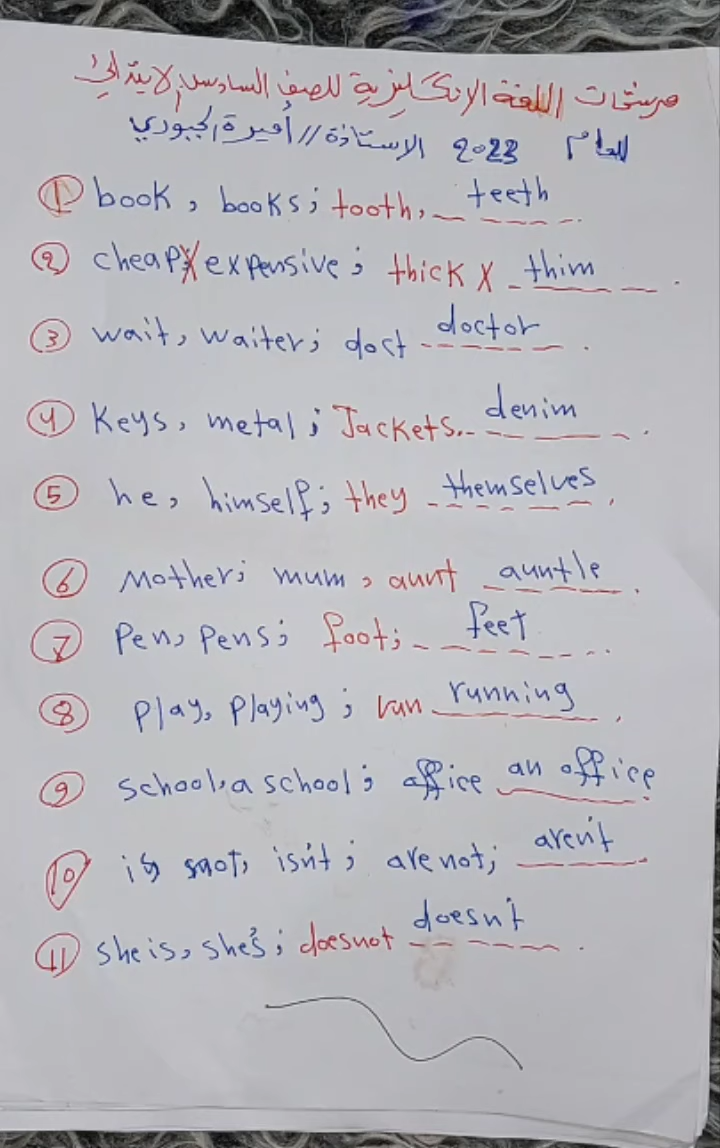 مرشحات اللغة الإنكليزية للصف السادس الابتدائي
للعام 2023 الاستاذة // أميرة الجبوري
① book, books; tooth, teeth
② cheap X expensive; thick X thim
③ wait, waiter; doct doctor
④ Keys, metal; Jackets.. denim
⑤ he, himself; they themselves
⑥ Mother; mum, aunt auntle
⑦ Pen, Pens; foot; feet
⑧ Play, Playing; run running
⑨ school, a school; office an office
⑩ is not, isn't; are not; aren't
⑪ she is, she's; doesnot doesn't